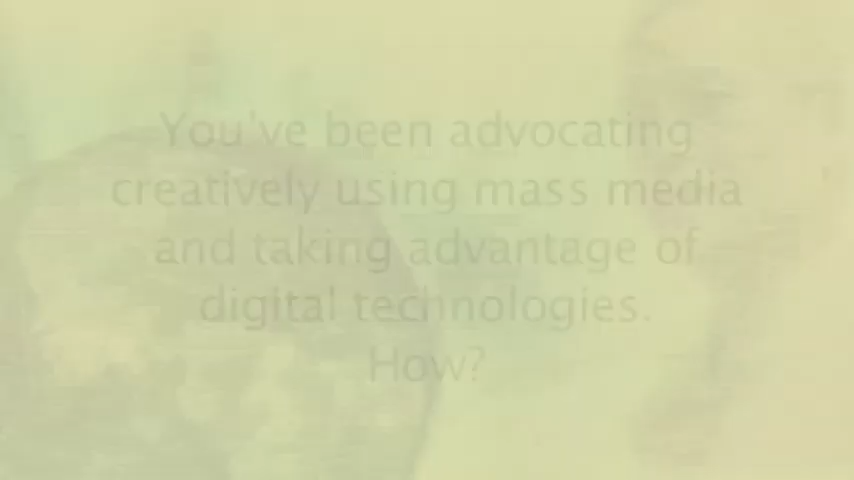 You've been advocating
creatively using mass media
and taking advantage of
digital technologies.
How?